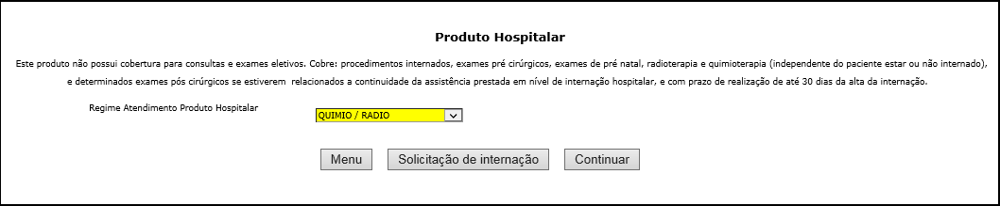 Produto Hospitalar
Este produto não possui cobertura para consultas e exames eletivos. Cobre: procedimentos internados, exames pré cirúrgicos, exames de pré natal, radioterapia e quimioterapia (independente do paciente estar ou não internado),
e determinados exames pós cirúrgicos se estiverem relacionados a continuidade da assistência prestada em nível de internação hospitalar, e com prazo de realização de até 30 dias da alta da internação.
Regime Atendimento Produto Hospitalar
QUIMIO / RADIO
Menu Solicitação de internação Continuar